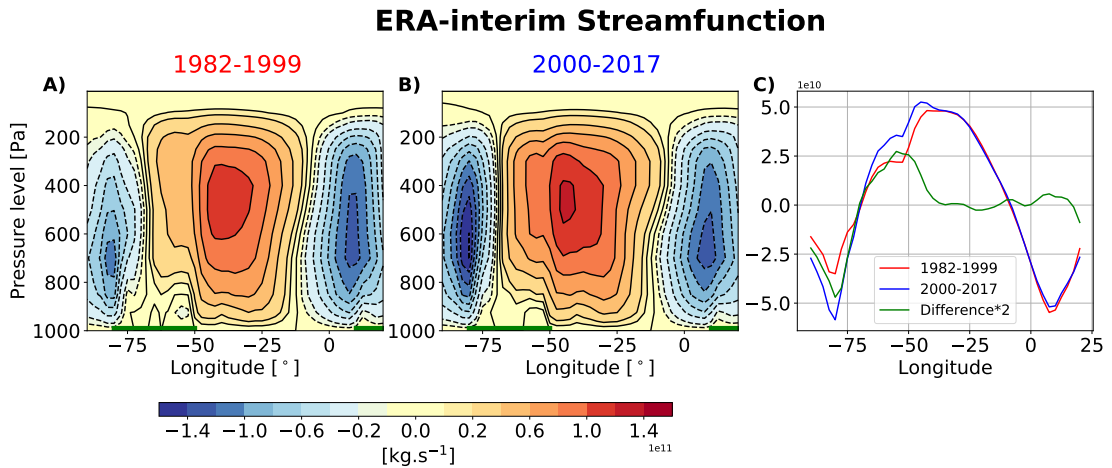 ERA-interim Streamfunction
1982-1999
2000-2017
A)
B)
C)
1e10
200
400
600
800
1000
Pressure level [Pa]
−75 −50 −25 0
Longitude [°]
200
400
600
800
1000
−75 −50 −25 0
Longitude [°]
5.0
2.5
0.0
−2.5
−5.0
1982-1999
2000-2017
Difference*2
−75 −50 −25 0 25
Longitude
−1.4 −1.0 −0.6 −0.2 0.0 0.2 0.6 1.0 1.4
1e11
[kg.s⁻¹]